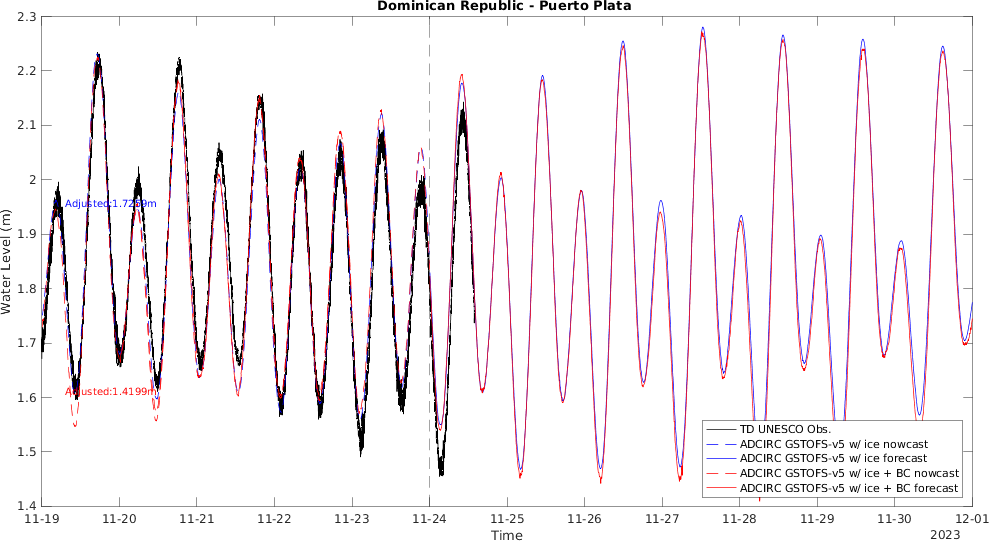 Dominican Republic - Puerto Plata
2.3
2.2
2.1
2
1.9
1.8
1.7
1.6
1.5
1.4
Water Level (m)
Adjusted:1.7259m
Adjusted:1.4199m
TD UNESCO Obs.
ADCIRC GSTOFS-v5 w/ ice nowcast
ADCIRC GSTOFS-v5 w/ ice forecast
ADCIRC GSTOFS-v5 w/ ice + BC nowcast
ADCIRC GSTOFS-v5 w/ ice + BC forecast
11-19 11-20 11-21 11-22 11-23 11-24 11-25 11-26 11-27 11-28 11-29 11-30 12-01
Time
2023